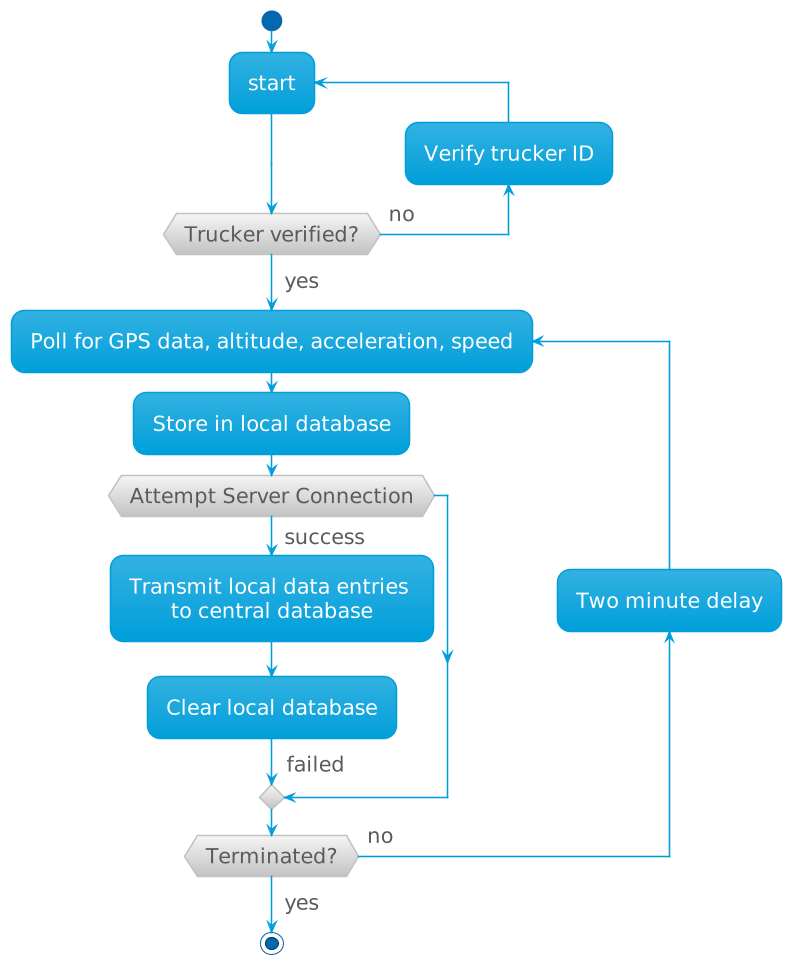 start
Verify trucker ID
no
Trucker verified?
yes
Poll for GPS data, altitude, acceleration, speed
Store in local database
Attempt Server Connection
success
Transmit local data entries
to central database
Two minute delay
Clear local database
failed
no
Terminated?
yes